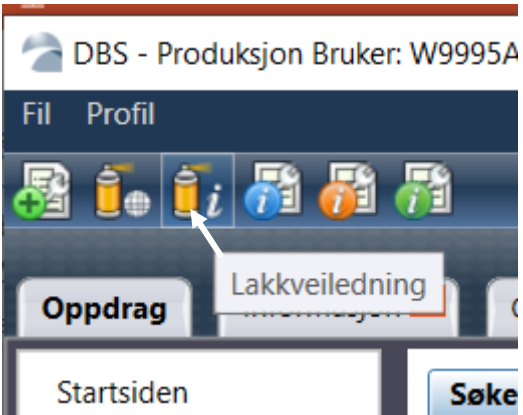 DBS - Produksjon Bruker: W9995A
Fil Profil
Lakkveiledning
Oppdrag
Startsiden
Søke